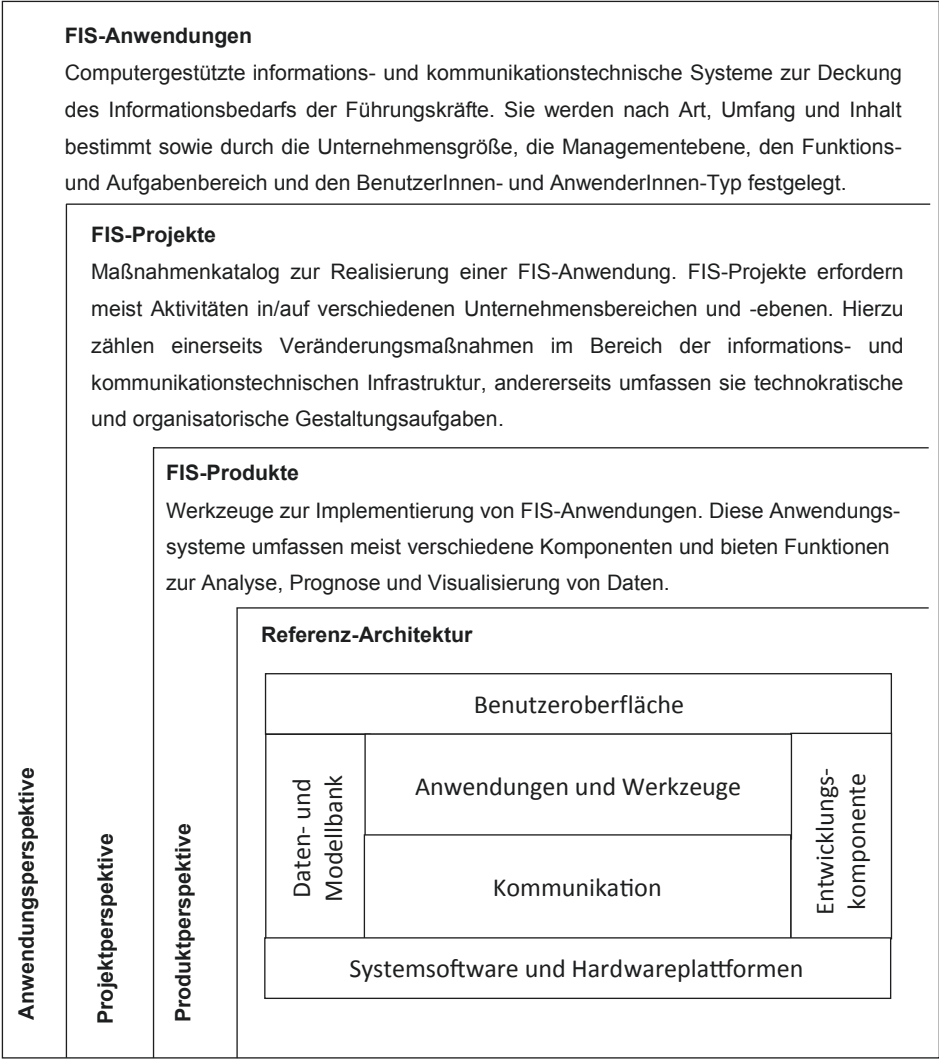 FIS-Anwendungen
Computergestützte informations- und kommunikationstechnische Systeme zur Deckung
des Informationsbedarfs der Führungskräfte. Sie werden nach Art, Umfang und Inhalt
bestimmt sowie durch die Unternehmensgröße, die Managementebene, den Funktions-
und Aufgabenbereich und den BenutzerInnen- und AnwenderInnen-Typ festgelegt.
FIS-Projekte
Maßnahmenkatalog zur Realisierung einer FIS-Anwendung. FIS-Projekte erfordern
meist Aktivitäten in/auf verschiedenen Unternehmensbereichen und -ebenen. Hierzu
zählen einerseits Veränderungsmaßnahmen im Bereich der informations- und
kommunikationstechnischen Infrastruktur, andererseits umfassen sie technokratische
und organisatorische Gestaltungsaufgaben.
FIS-Produkte
Werkzeuge zur Implementierung von FIS-Anwendungen. Diese Anwendungs-
systeme umfassen meist verschiedene Komponenten und bieten Funktionen
zur Analyse, Prognose und Visualisierung von Daten.
Referenz-Architektur
Benutzeroberfläche
Daten- und
Modellbank
Anwendungen und Werkzeuge
Kommunikation
Entwicklungs-
komponente
Systemsoftware und Hardwareplattformen
Anwendungsperspektive
Projektperspektive
Produktperspektive